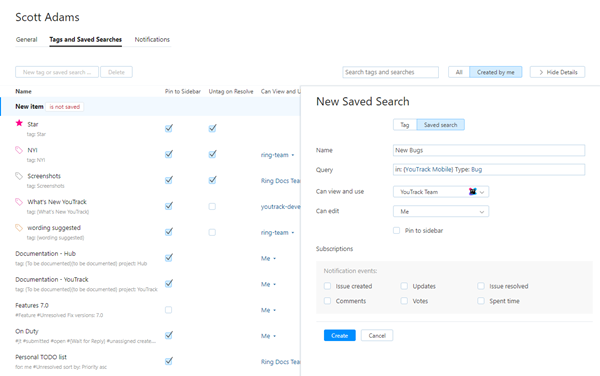 Scott Adams
General Tags and Saved Searches Notifications
New tag or saved search ... Delete
Search tags and searches All Created by me Hide Details
Name Pin to Sidebar Untag on Resolve Can View and U
New item is not saved
Star
tag: Star
NYI ring-team
tag: NYI
Screenshots Ring Docs Tean
tag: Screenshots
What's New YouTrack youtrack-deve
tag: {What's New YouTrack}
wording suggested ring-team
tag: {wording suggested}
Documentation - Hub Me
tag: {To be documented}{to be documented} project: Hub
Documentation - YouTrack Me
tag: {To be documented}{to be documented} project: YouTrack
Features 7.0 Me
#Feature #Unresolved Fix versions: 7.0
On Duty Me
#jt #submitted #open #{Wait for Reply} #unassigned create...
Personal TODO list Ring Docs Tean
for: me #Unresolved sort by: Priority asc
New Saved Search
Tag Saved search
Name New Bugs
Query in: {YouTrack Mobile} Type: Bug
Can view and use YouTrack Team
Can edit Me
Pin to sidebar
Subscriptions
Notification events:
Issue created Updates Issue resolved
Comments Votes Spent time
Create Cancel